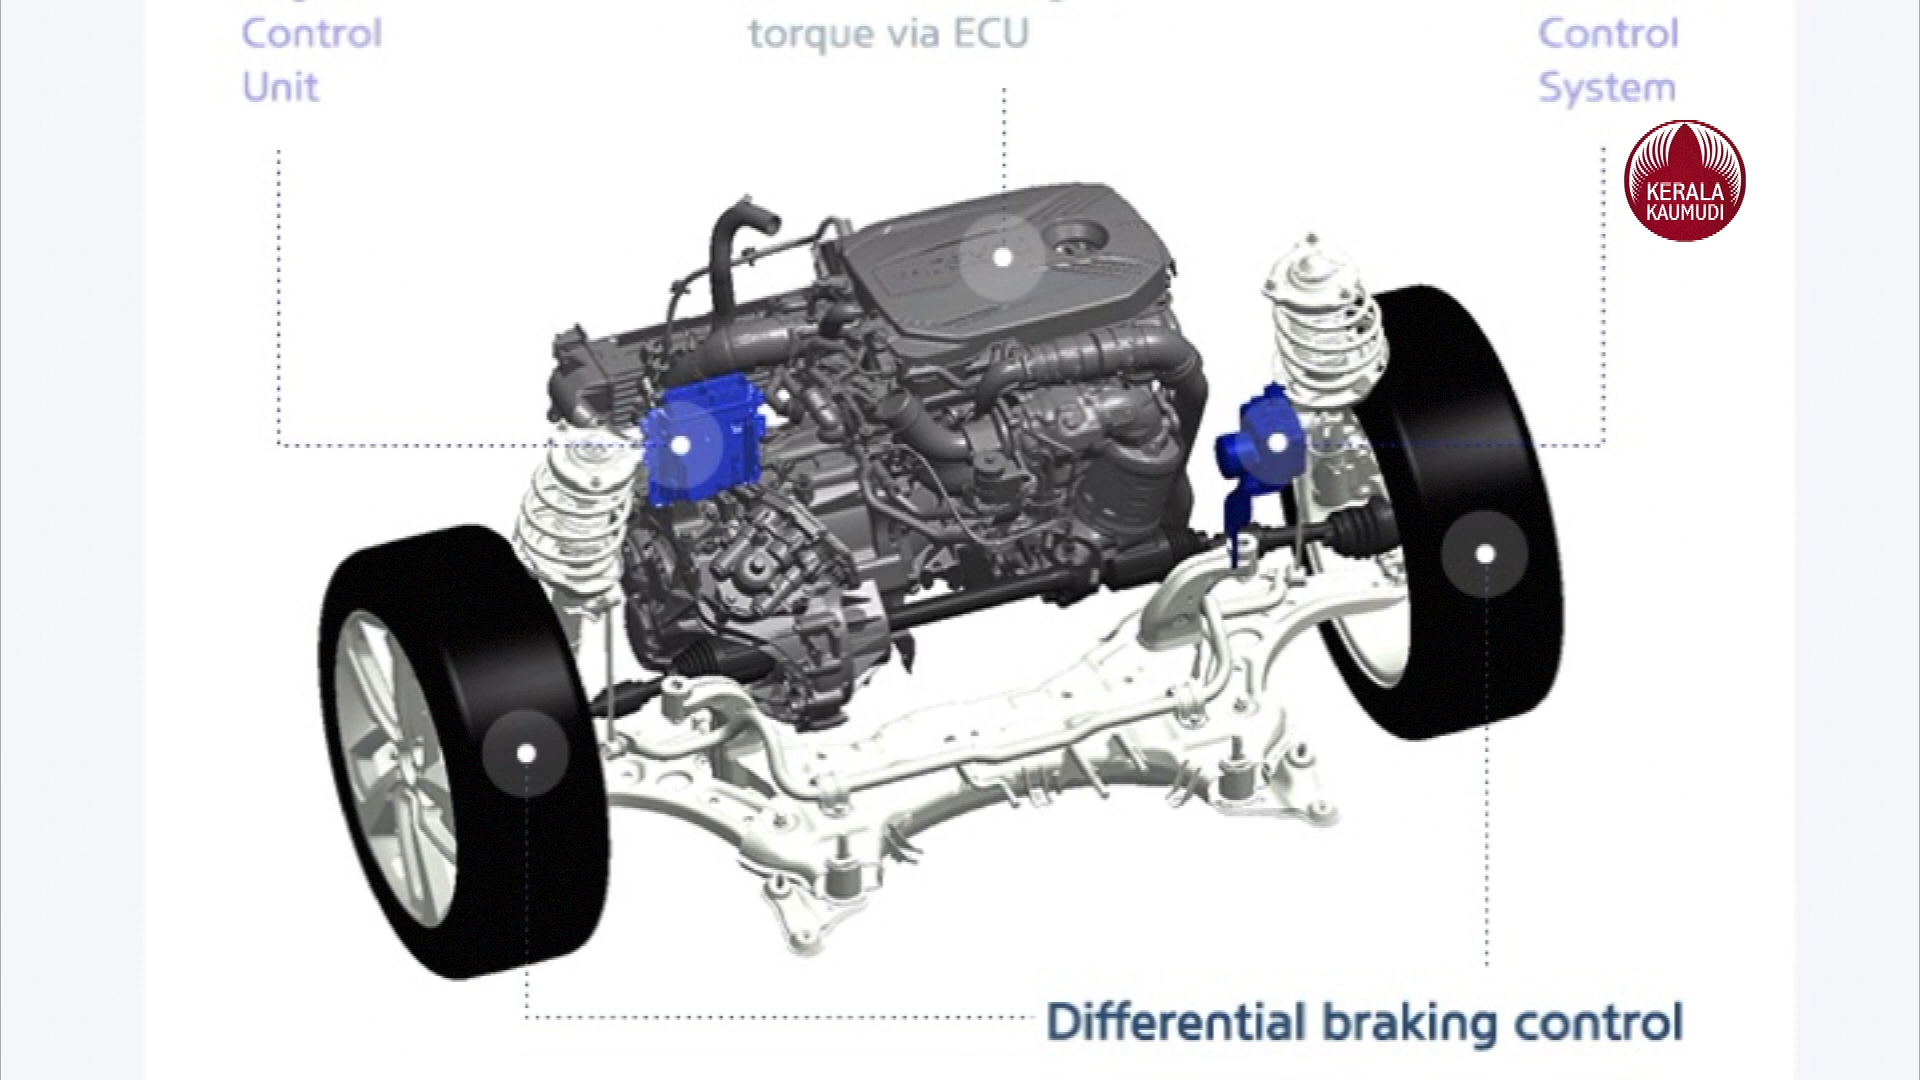 Control
Unit
torque via ECU
Control
System
KERALA
KAUMUDI
Differential braking control